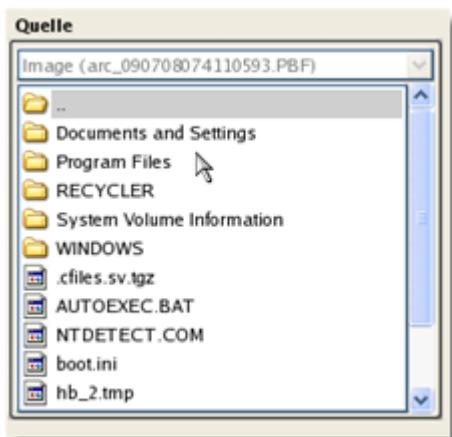 Quelle
Image (arc_090708074110593.PBF)
..
Documents and Settings
Program Files
RECYCLER
System Volume Information
WINDOWS
.cfiles.sv.tgz
AUTOEXEC.BAT
NTDETECT.COM
boot.ini
hb_2.tmp